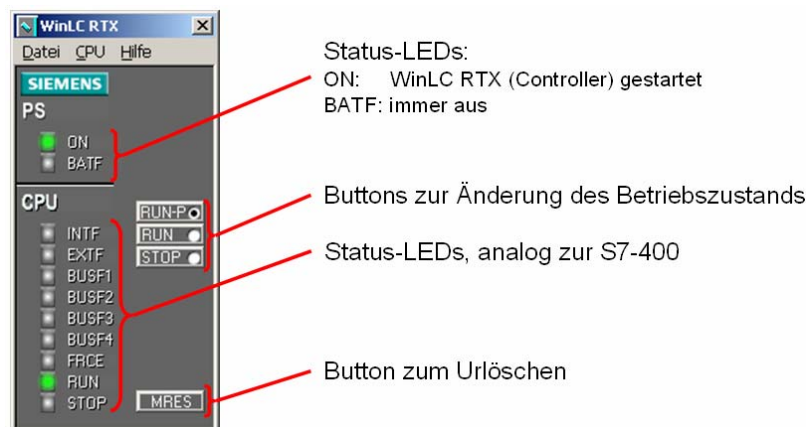 WinLC RTX
Datei CPU Hilfe
SIEMENS
PS
ON
BATF
CPU
INTF
EXTF
BUSF1
BUSF2
BUSF3
BUSF4
FRCE
RUN
STOP
RUN-P
RUN
STOP
MRES
Status-LEDs:
ON: WinLC RTX (Controller) gestartet
BATF: immer aus
Buttons zur Änderung des Betriebszustands
Status-LEDs, analog zur S7-400
Button zum Urlöschen